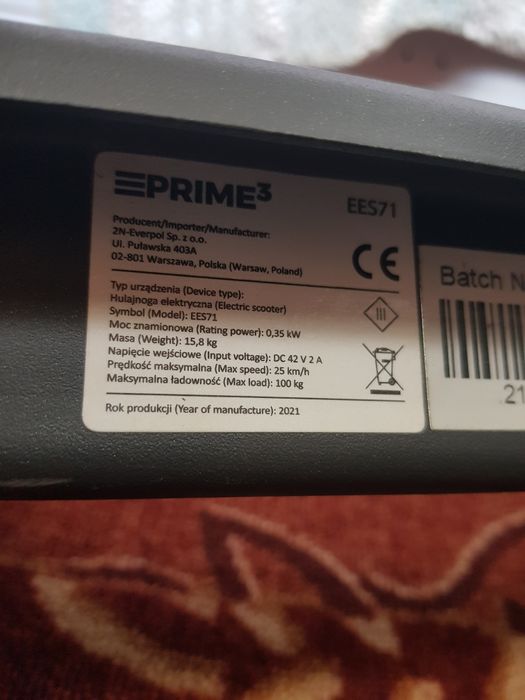 PRIME³
EES71
Producent/Importer/Manufacturer:
2N-Everpol Sp. z o.o.
Ul. Puławska 403A
02-801 Warszawa, Polska (Warsaw, Poland)
CE
Typ urządzenia (Device type):
Hulajnoga elektryczna (Electric scooter)
Symbol (Model): EES71
Moc znamionowa (Rating power): 0,35 kW
Masa (Weight): 15,8 kg
Napięcie wejściowe (Input voltage): DC 42 V 2 A
Prędkość maksymalna (Max speed): 25 km/h
Maksymalna ładowność (Max load): 100 kg
III
Rok produkcji (Year of manufacture): 2021
Batch N
21